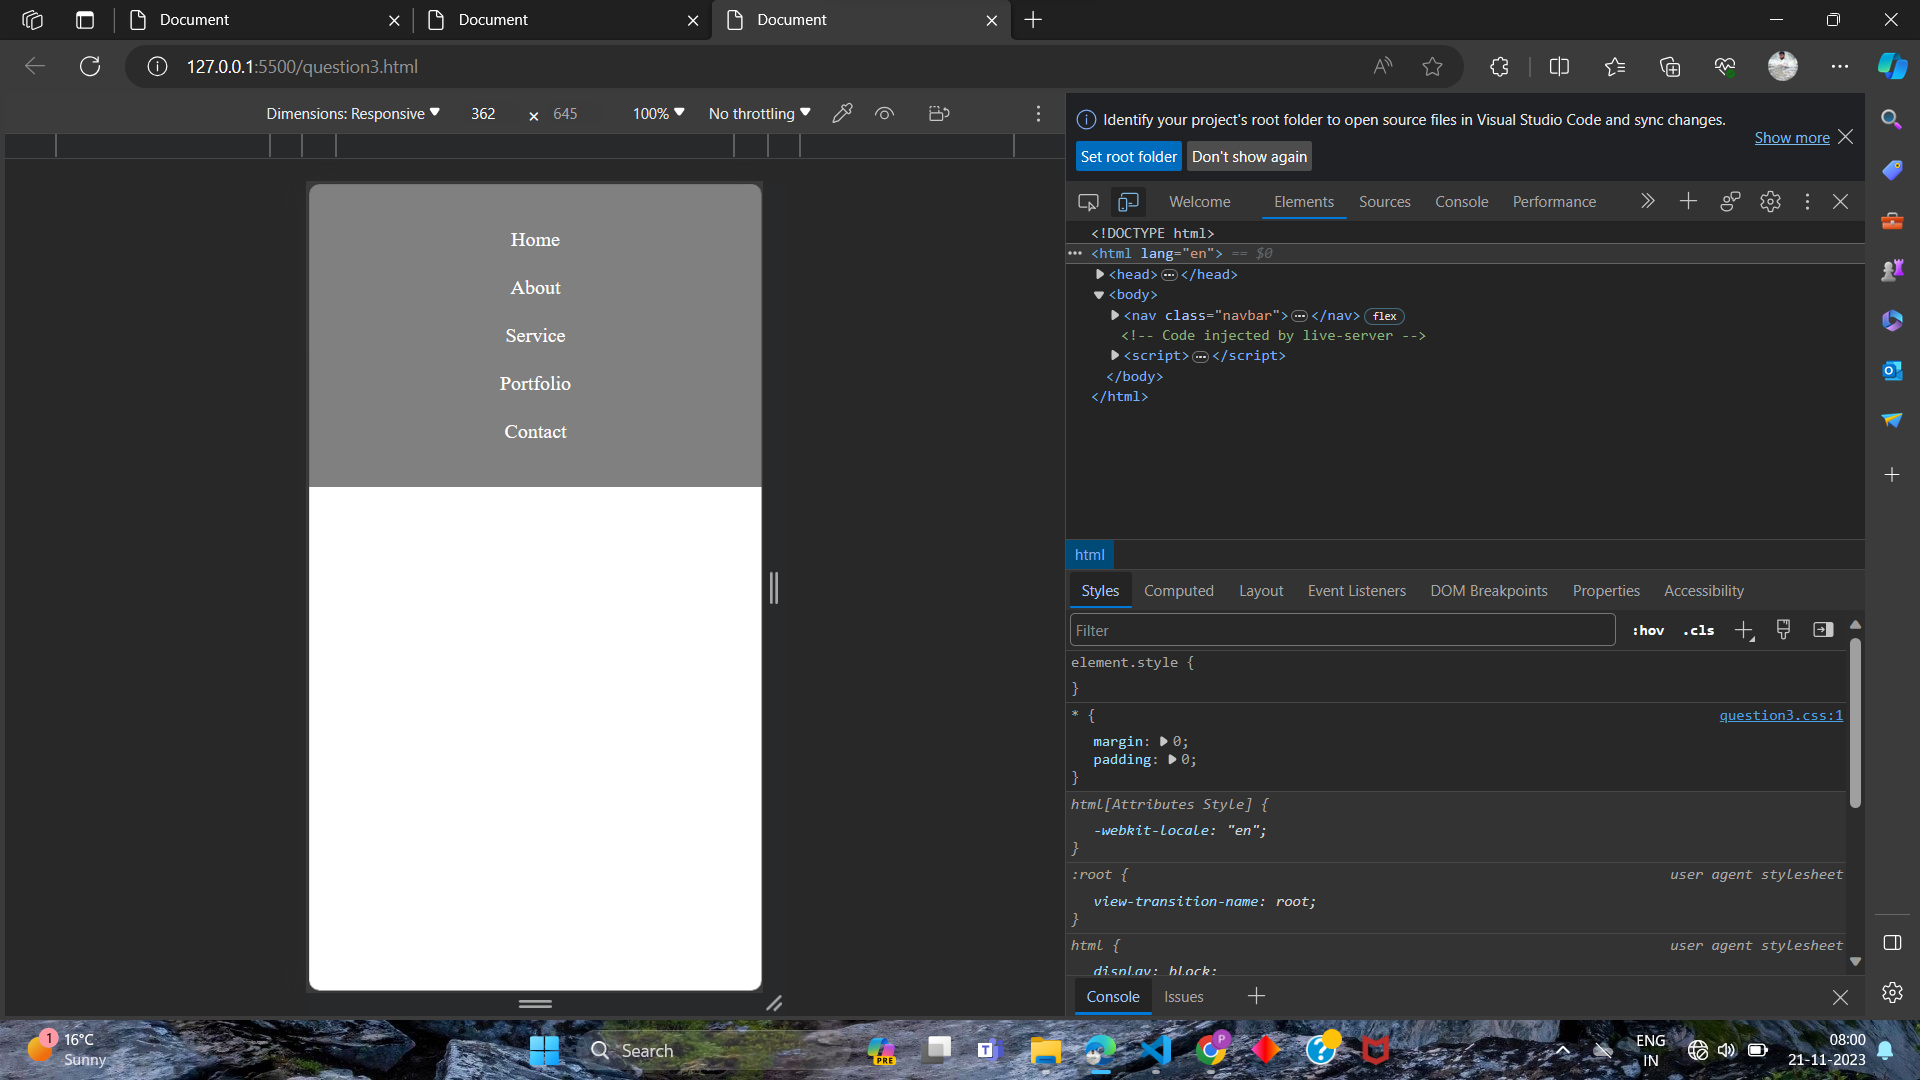 Document
Document
Document
127.0.0.1:5500/question3.html
Dimensions: Responsive
362
×
645
100%
No throttling
Identify your project's root folder to open source files in Visual Studio Code and sync changes.
Show more
Set root folder
Don't show again
Welcome
Elements
Sources
Console
Performance
Home
About
Service
Portfolio
Contact
<!DOCTYPE html>
<html lang="en"> == $0
<head> </head>
<body>
<nav class="navbar"> </nav> flex
<!-- Code injected by live-server -->
<script> </script>
</body>
</html>
html
Styles
Computed
Layout
Event Listeners
DOM Breakpoints
Properties
Accessibility
Filter
:hov
.cls
element.style {
}
* {
question3.css:1
margin: 0;
padding: 0;
}
html[Attributes Style] {
-webkit-locale: "en";
}
:root {
user agent stylesheet
view-transition-name: root;
}
html {
user agent stylesheet
display: block;
Console
Issues
1
16°C
Sunny
Search
PRE
P
ENG
IN
08:00
21-11-2023